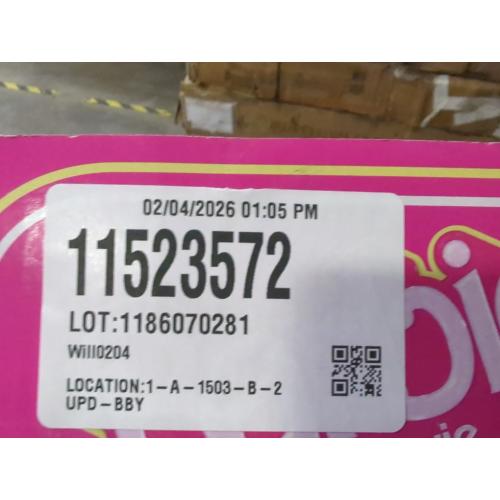 02/04/2026 01:05 PM
11523572
LOT:1186070281
Will0204
LOCATION:1-A-1503-B-2
UPD-BBY